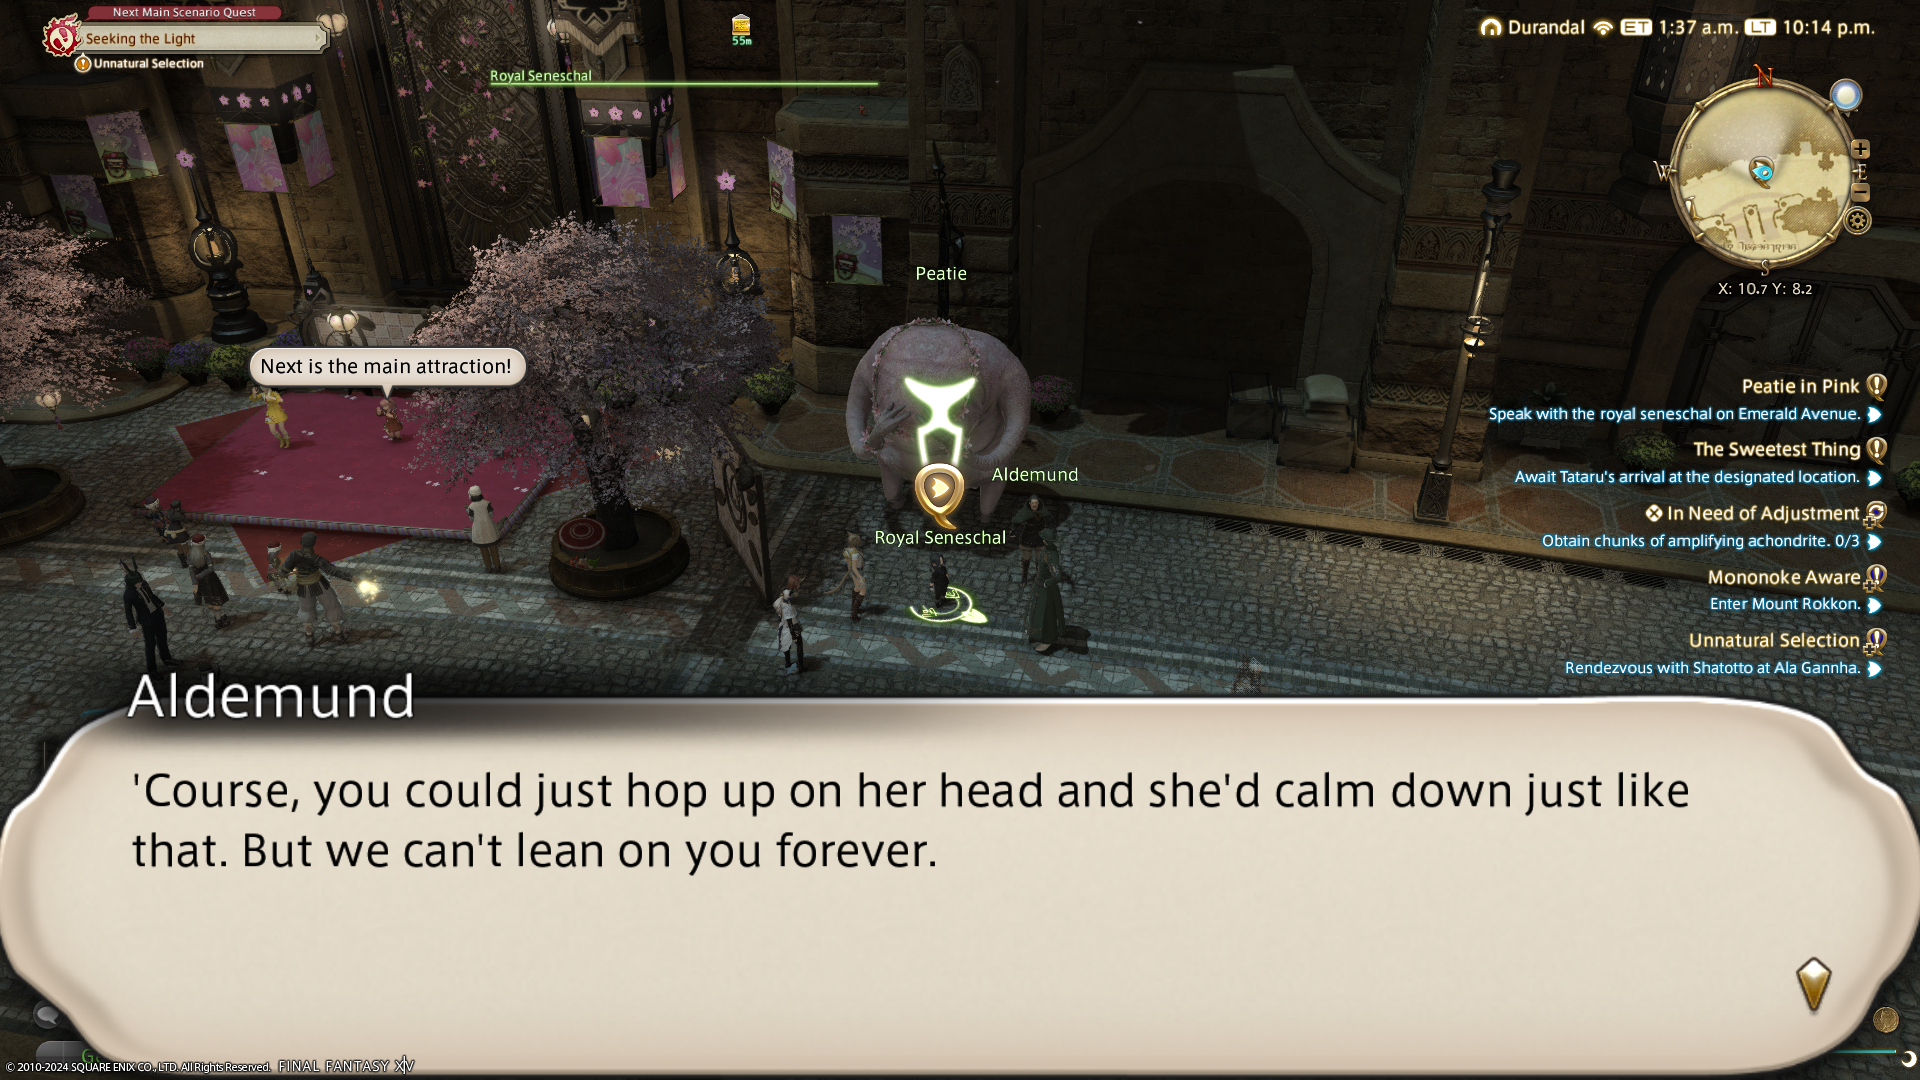 Next Main Scenario Quest
Seeking the Light
Unnatural Selection
55m
Royal Seneschal
Durandal ET 1:37 a.m. LT 10:14 p.m.
N
W
E
S
X: 10.7 Y: 8.2
Peatie
Next is the main attraction!
Aldemund
Royal Seneschal
Peatie in Pink
Speak with the royal seneschal on Emerald Avenue.
The Sweetest Thing
Await Tataru's arrival at the designated location.
In Need of Adjustment
Obtain chunks of amplifying achondrite. 0/3
Mononoke Aware
Enter Mount Rokkon.
Unnatural Selection
Rendezvous with Shatotto at Ala Gannha.
Aldemund
'Course, you could just hop up on her head and she'd calm down just like
that. But we can't lean on you forever.
© 2010-2024 SQUARE ENIX CO., LTD. All Rights Reserved. FINAL FANTASY XIV